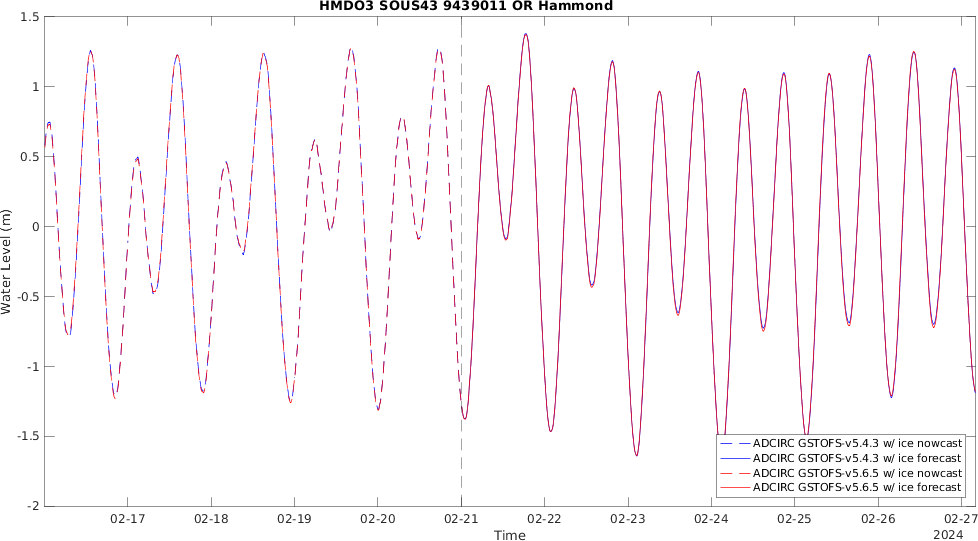 HMDO3 SOUS43 9439011 OR Hammond
1.5
1
0.5
0
-0.5
-1
-1.5
-2
Water Level (m)
ADCIRC GSTOFS-v5.4.3 w/ ice nowcast
ADCIRC GSTOFS-v5.4.3 w/ ice forecast
ADCIRC GSTOFS-v5.6.5 w/ ice nowcast
ADCIRC GSTOFS-v5.6.5 w/ ice forecast
02-17 02-18 02-19 02-20 02-21 02-22 02-23 02-24 02-25 02-26 02-27
Time
2024